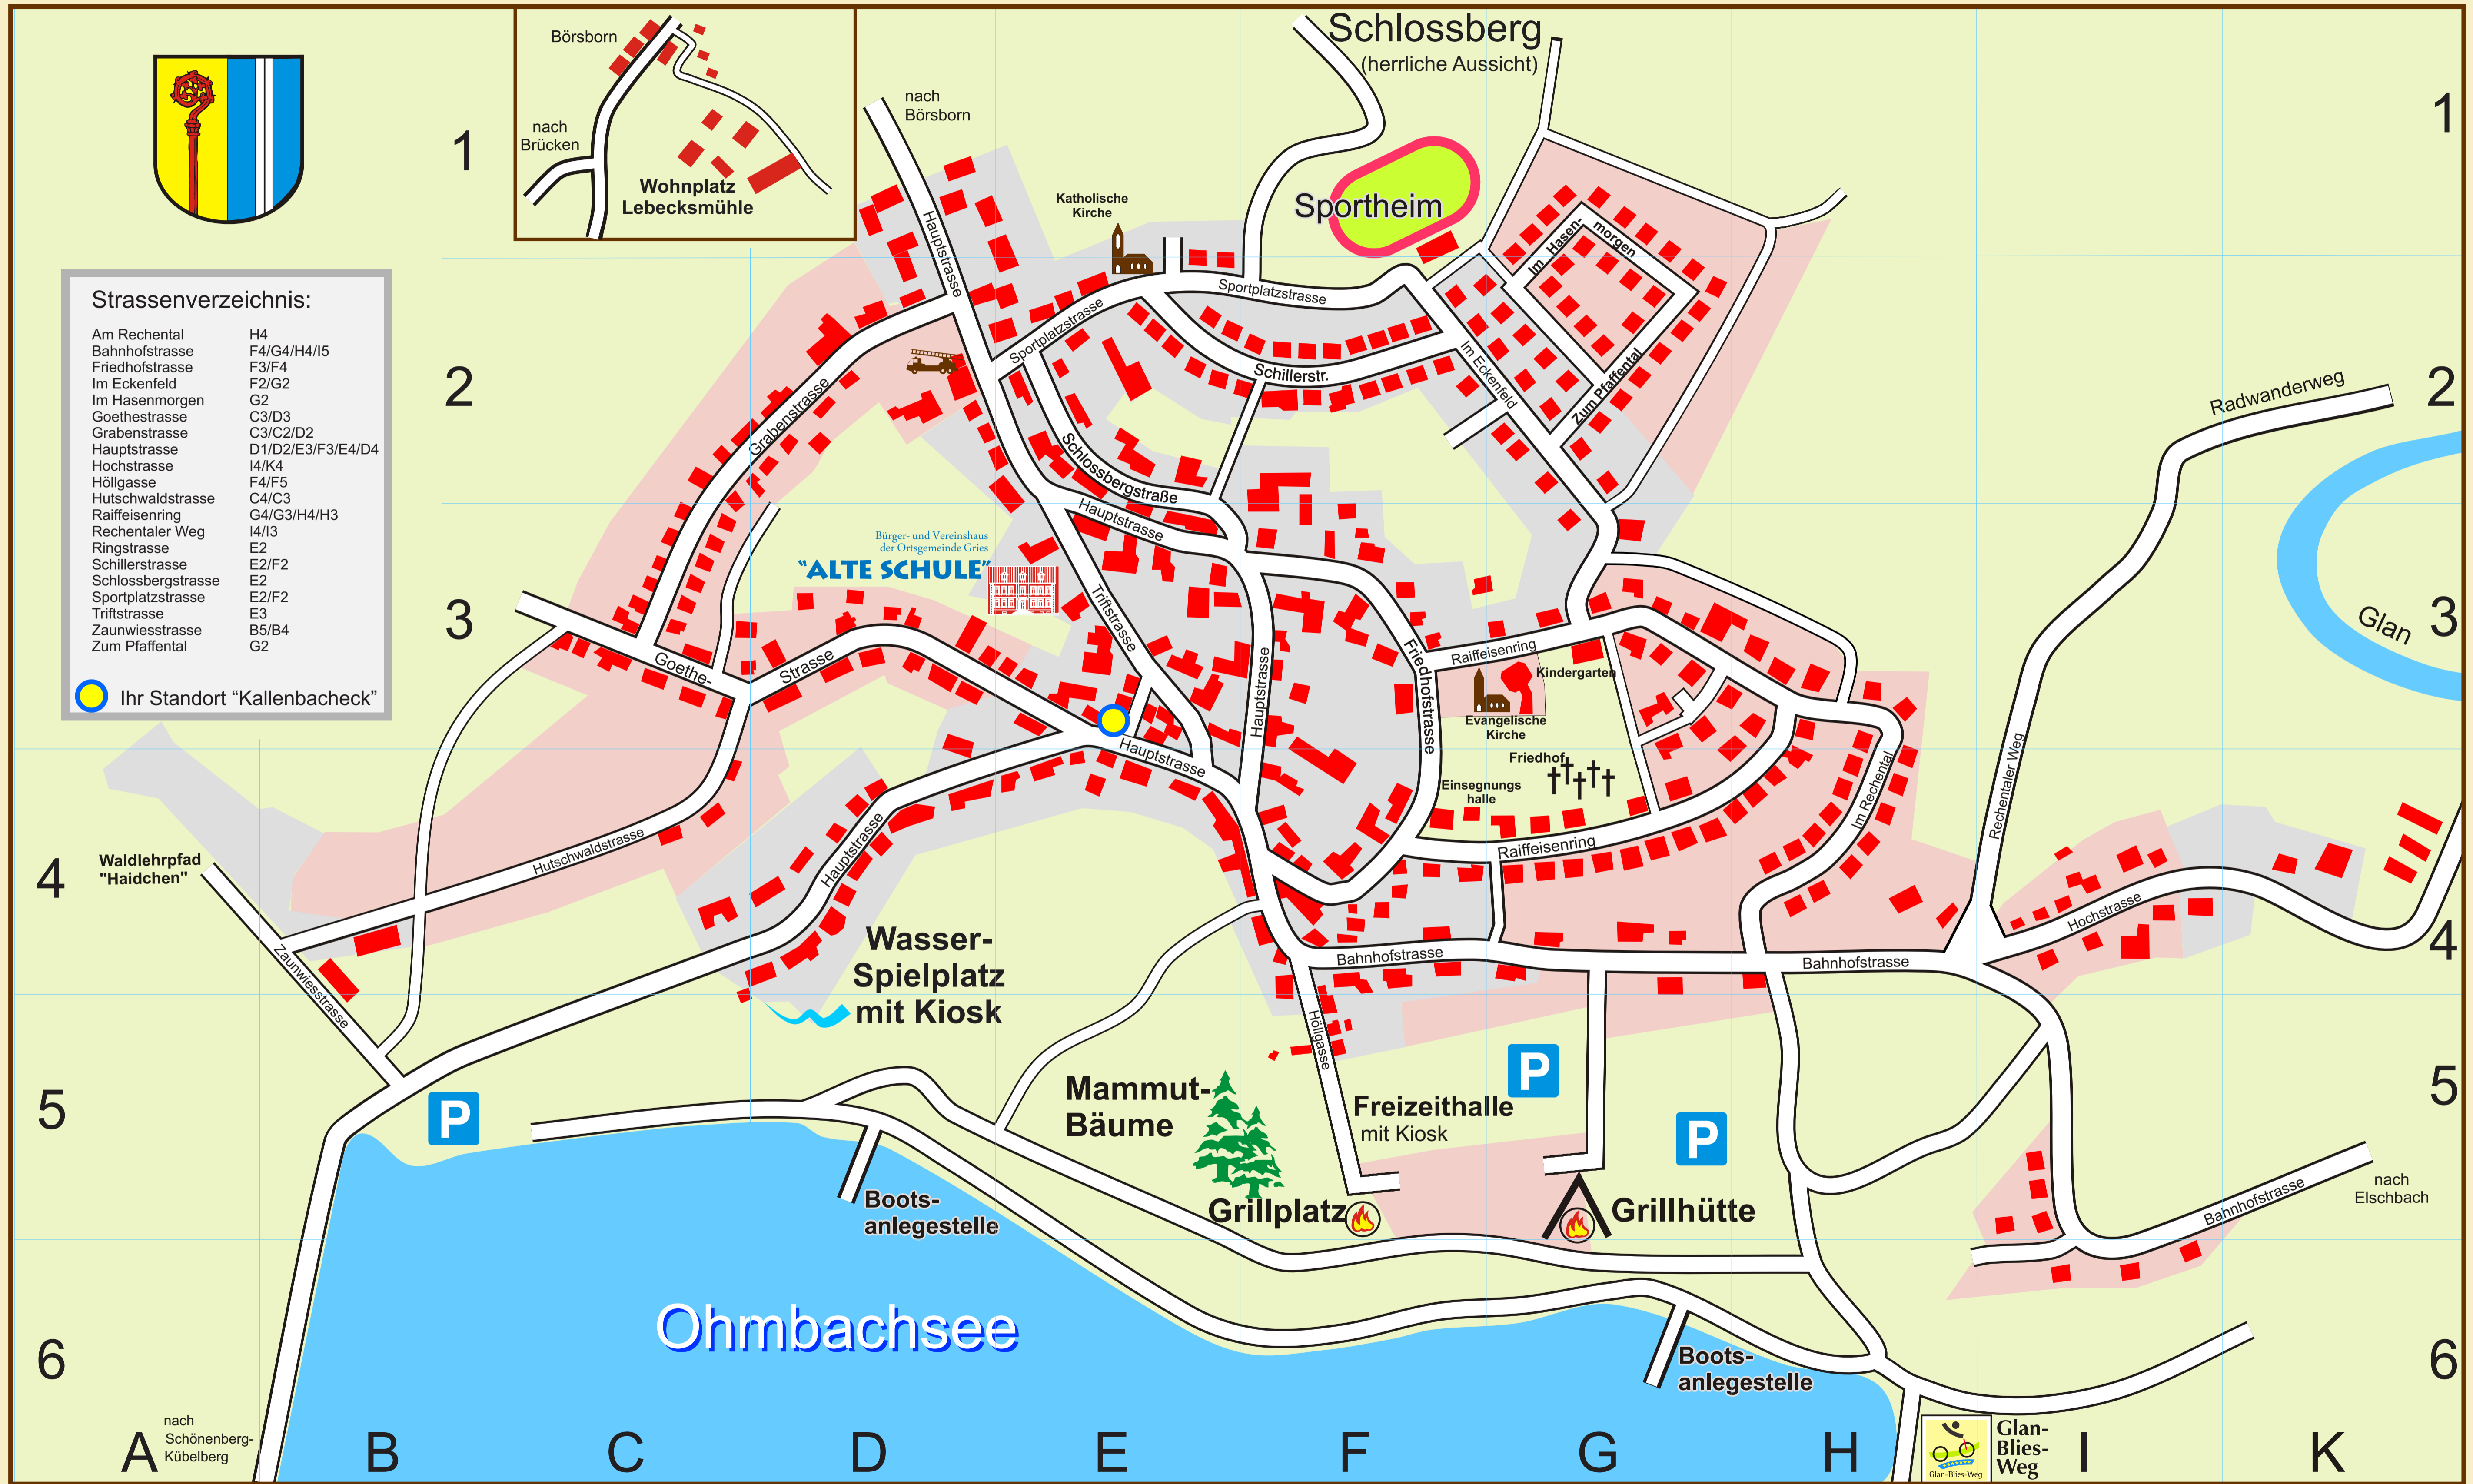 Börsborn
nach
Brücken
Wohnplatz
Lebecksmühle
nach
Börsborn
Schlossberg
(herrliche Aussicht)
Sportheim
Katholische
Kirche
1
1
Strassenverzeichnis:
Am Rechental H4
Bahnhofstrasse F4/G4/H4/I5
Friedhofstrasse F3/F4
Im Eckenfeld F2/G2
Im Hasenmorgen G2
Goethestrasse C3/D3
Grabenstrasse C3/C2/D2
Hauptstrasse D1/D2/E3/F3/E4/D4
Hochstrasse I4/K4
Höllgasse F4/F5
Hutschwaldstrasse C4/C3
Raiffeisenring G4/G3/H4/H3
Rechentaler Weg I4/I3
Ringstrasse E2
Schillerstrasse E2/F2
Schlossbergstrasse E2
Sportplatzstrasse E2/F2
Triftstrasse E3
Zaunwiesstrasse B5/B4
Zum Pfaffental G2
Ihr Standort “Kallenbacheck”
Hauptstrasse
Sportplatzstrasse
Sportplatzstrasse
Im Hasen-
morgen
Schillerstr.
Im Eckenfeld
Zum Pfaffental
Grabenstrasse
Schlossbergstraße
Hauptstrasse
2
2
Radwanderweg
Glan
Bürger- und Vereinshaus
der Ortsgemeinde Gries
“ALTE SCHULE”
Triftstrasse
3
3
Goethe-
Strasse
Hauptstrasse
Friedhofstrasse
Raiffeisenring
Kindergarten
Evangelische
Kirche
Friedhof
Einsegnungs
halle
Hauptstrasse
Im Rechental
Rechentaler Weg
Raiffeisenring
Waldlehrpfad
"Haidchen"
4
4
Hutschwaldstrasse
Hauptstrasse
Zaunwiesstrasse
Hochstrasse
Bahnhofstrasse
Bahnhofstrasse
Wasser-
Spielplatz
mit Kiosk
Höllgasse
5
5
P
P
P
Mammut-
Bäume
Freizeithalle
mit Kiosk
Grillplatz
Grillhütte
Boots-
anlegestelle
Bahnhofstrasse
nach
Elschbach
Ohmbachsee
6
6
Boots-
anlegestelle
nach
Schönenberg-
Kübelberg
Glan-Blies-Weg
Glan-
Blies-
Weg
A B C D E F G H I K